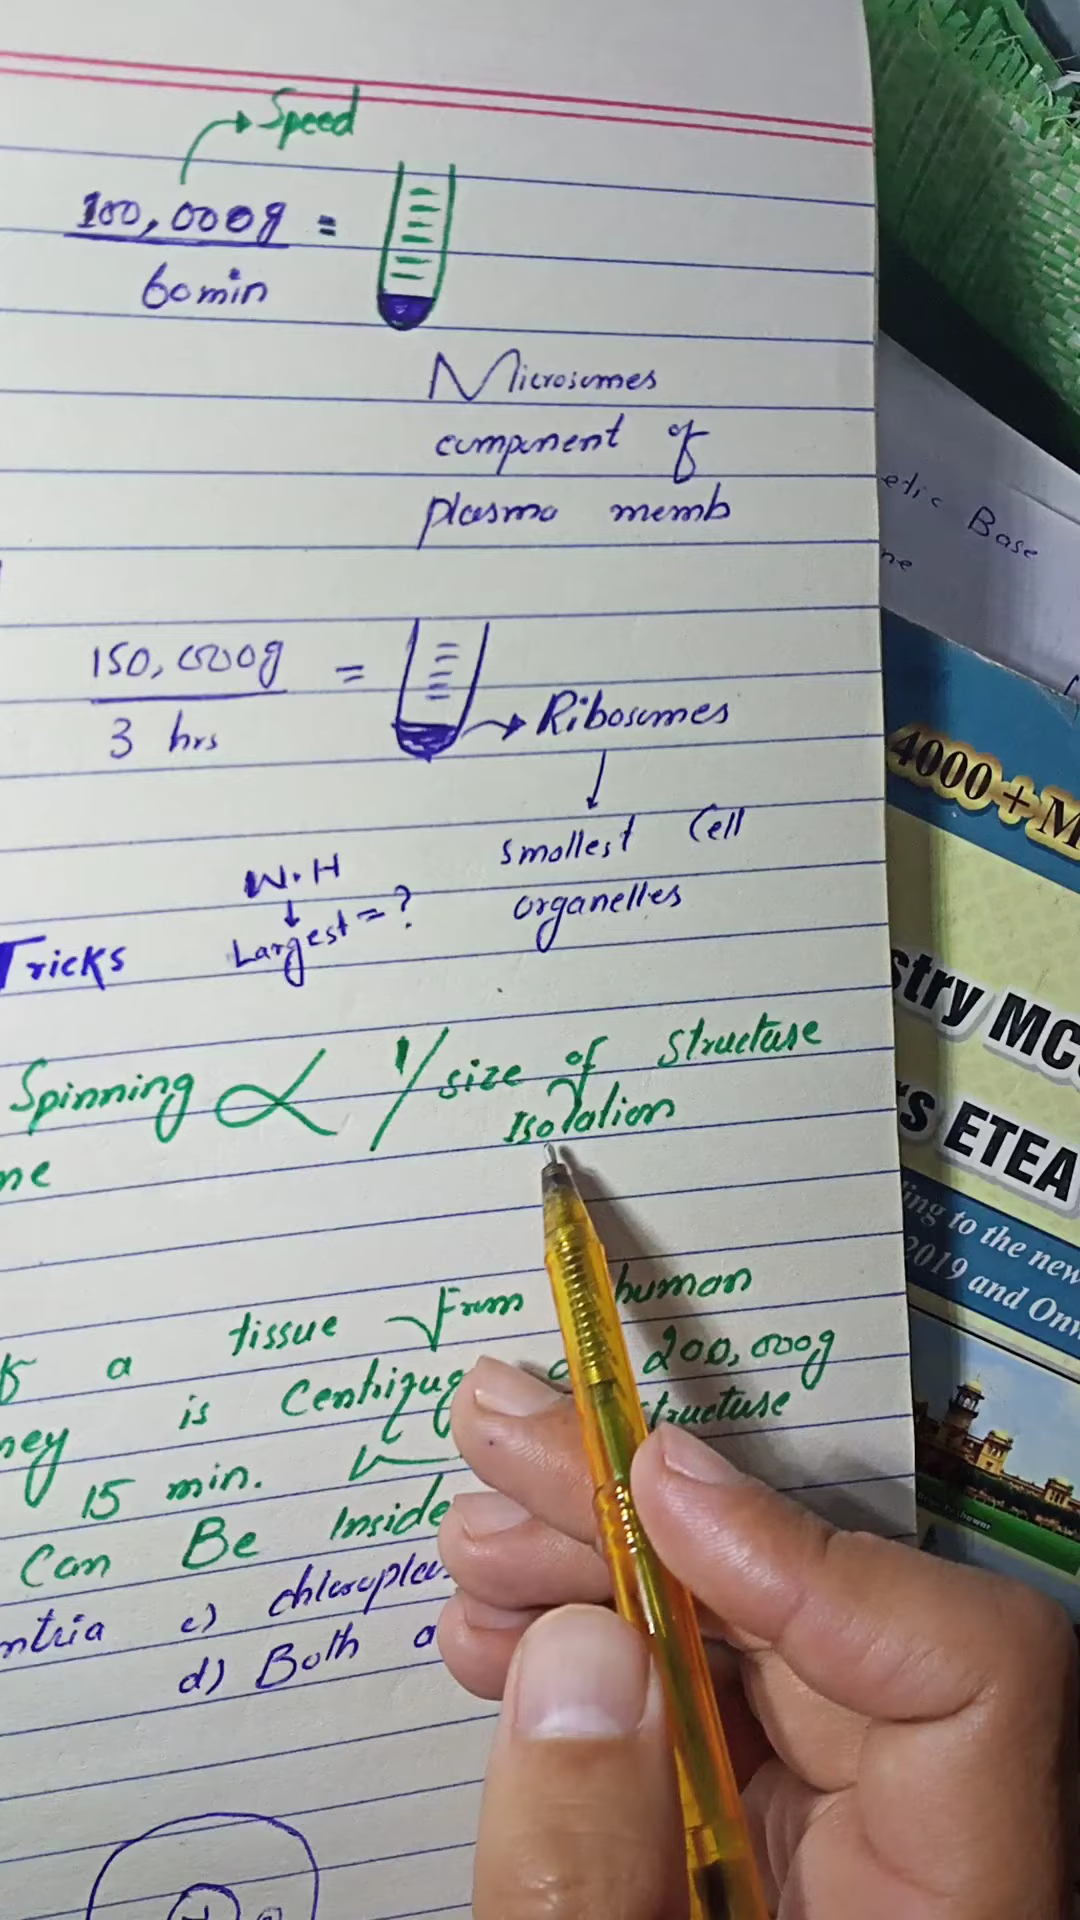 Speed
100,000g =
60min
Microsomes
component of
plasma memb
etic Base
ne
150,000g =
3 hrs
Ribosomes
4000 + M
smallest Cell
organelles
W.H
Largest = ?
Tricks
stry MC
Spinning ∝ 1/size of structure
Isolation
ne
rs ETEA
ing to the new
2019 and Onw
a tissue From human
ney is Centrifug 200,000g
15 min. structure
Can Be Inside
ntria c) chloroplas
d) Both a